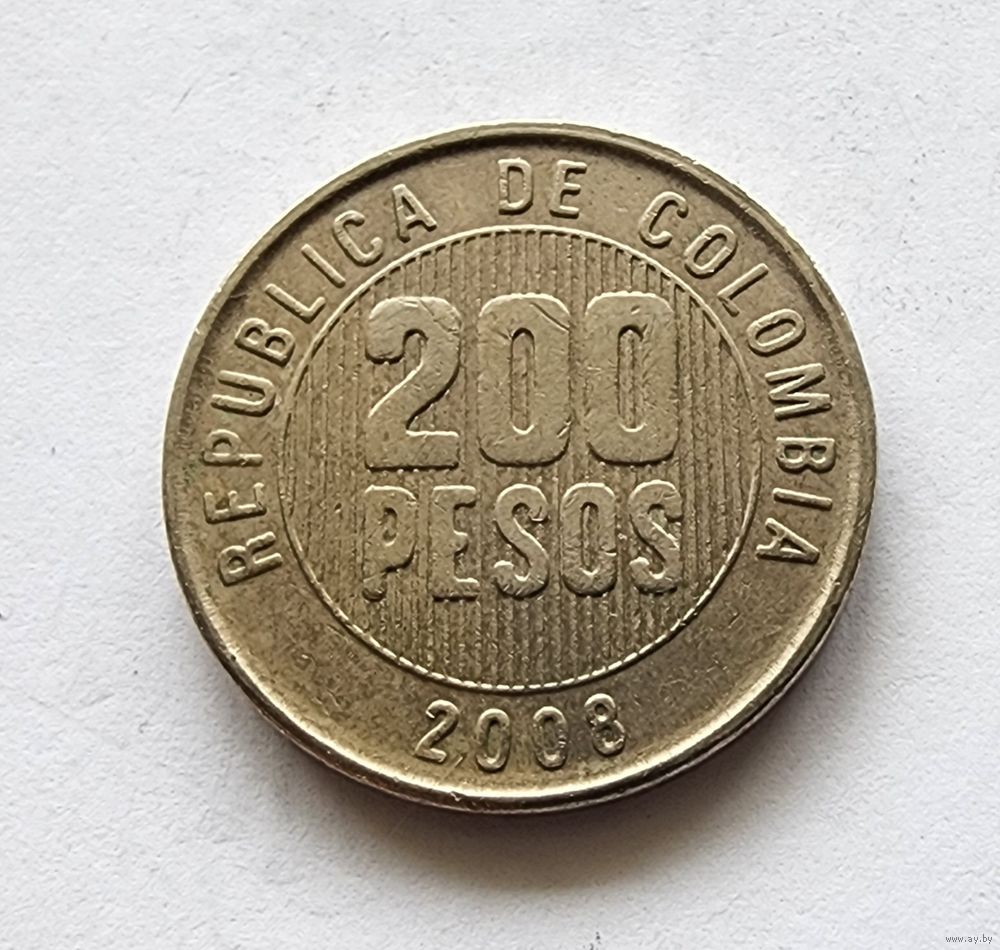 REPUBLICA DE COLOMBIA
200
PESOS
2008
www.ay.by